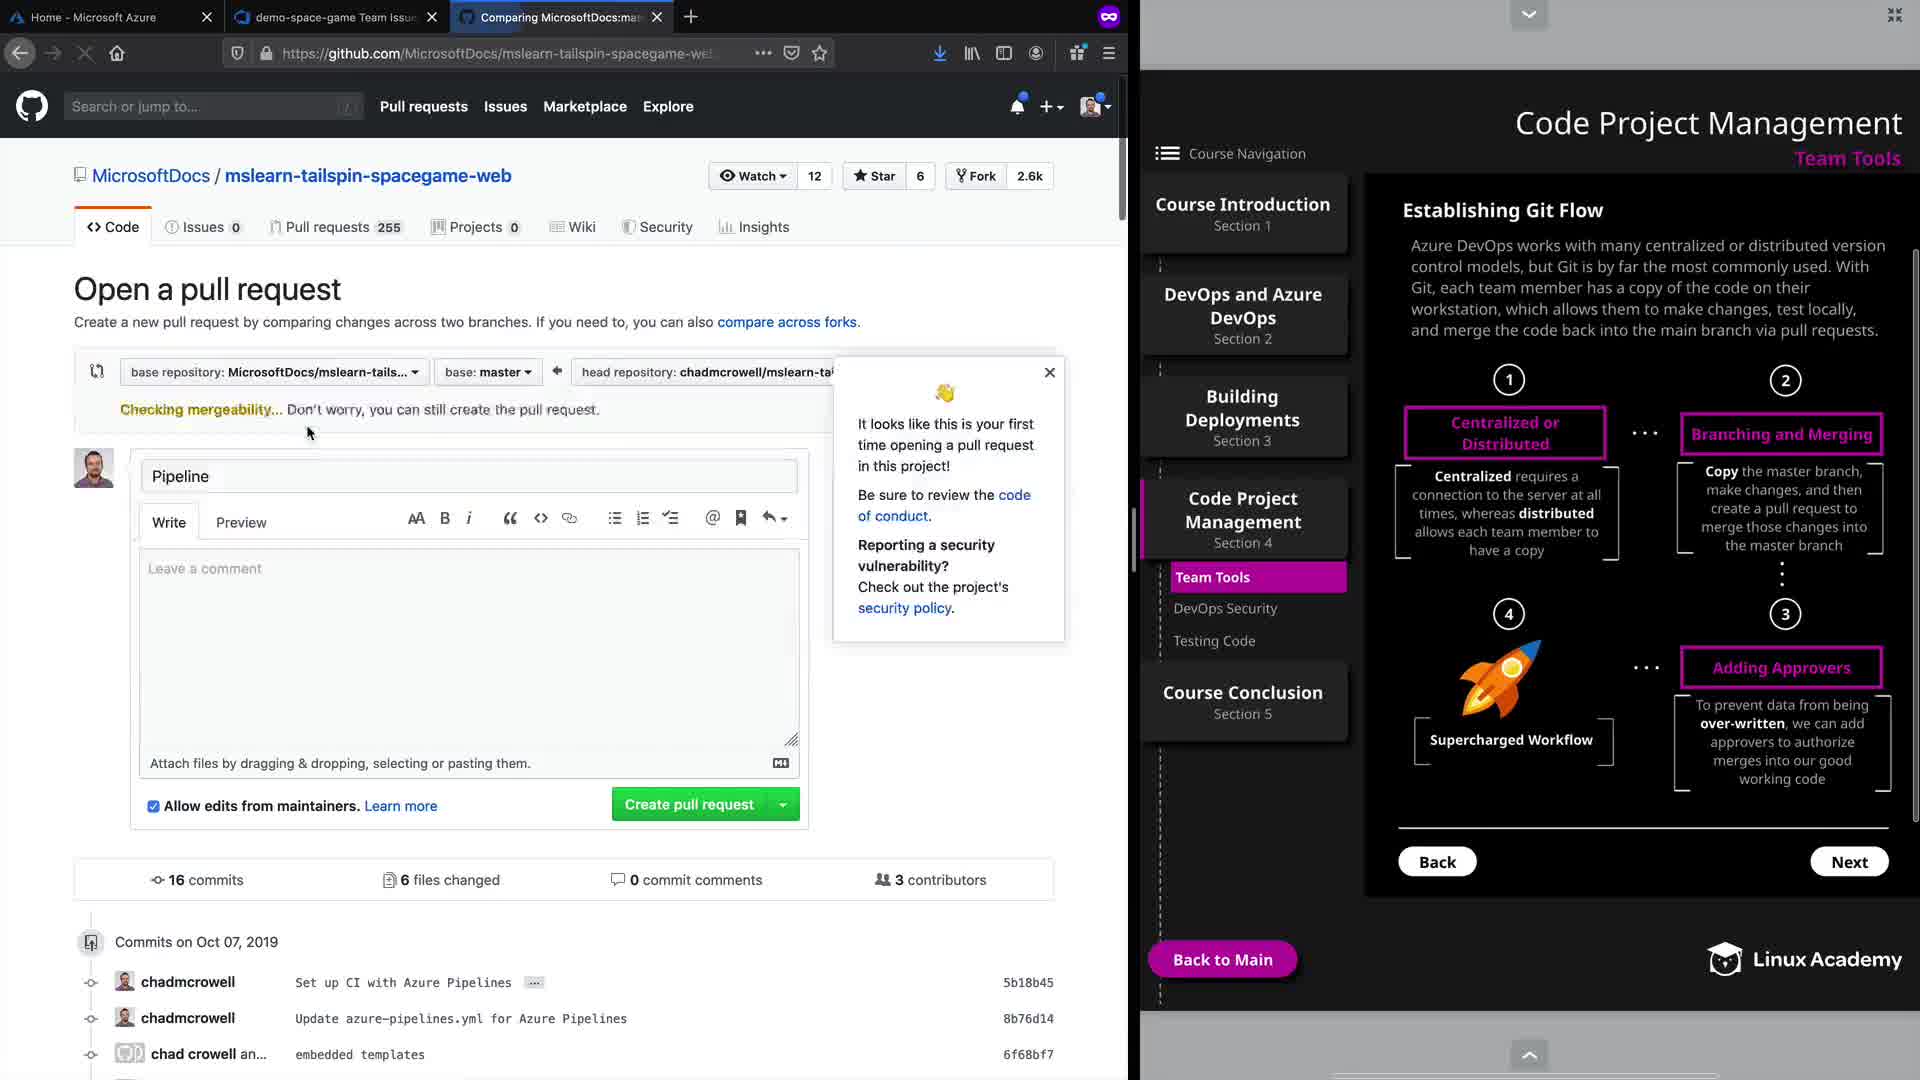 Home - Microsoft Azure
demo-space-game Team Issu
Comparing MicrosoftDocs:mas
https://github.com/MicrosoftDocs/mslearn-tailspin-spacegame-web
Search or jump to...
/
Pull requests
Issues
Marketplace
Explore
MicrosoftDocs / mslearn-tailspin-spacegame-web
Watch
12
Star
6
Fork
2.6k
Code
Issues 0
Pull requests 255
Projects 0
Wiki
Security
Insights
Open a pull request
Create a new pull request by comparing changes across two branches. If you need to, you can also compare across forks.
base repository: MicrosoftDocs/mslearn-tails...
base: master
head repository: chadmcrowell/mslearn-ta
Checking mergeability... Don't worry, you can still create the pull request.
It looks like this is your first
time opening a pull request
in this project!
Be sure to review the code
of conduct.
Reporting a security
vulnerability?
Check out the project's
security policy.
Pipeline
Write
Preview
AA B i
Leave a comment
Attach files by dragging & dropping, selecting or pasting them.
Allow edits from maintainers. Learn more
Create pull request
16 commits
6 files changed
0 commit comments
3 contributors
Commits on Oct 07, 2019
chadmcrowell
Set up CI with Azure Pipelines
...
5b18b45
chadmcrowell
Update azure-pipelines.yml for Azure Pipelines
8b76d14
chad crowell an...
embedded templates
6f68bf7
Code Project Management
Team Tools
Course Navigation
Course Introduction
Section 1
DevOps and Azure
DevOps
Section 2
Building
Deployments
Section 3
Code Project
Management
Section 4
Team Tools
DevOps Security
Testing Code
Course Conclusion
Section 5
Back to Main
Establishing Git Flow
Azure DevOps works with many centralized or distributed version
control models, but Git is by far the most commonly used. With
Git, each team member has a copy of the code on their
workstation, which allows them to make changes, test locally,
and merge the code back into the main branch via pull requests.
1
Centralized or
Distributed
Centralized requires a
connection to the server at all
times, whereas distributed
allows each team member to
have a copy
2
Branching and Merging
Copy the master branch,
make changes, and then
create a pull request to
merge those changes into
the master branch
3
Adding Approvers
To prevent data from being
over-written, we can add
approvers to authorize
merges into our good
working code
4
Supercharged Workflow
Back
Next
Linux Academy